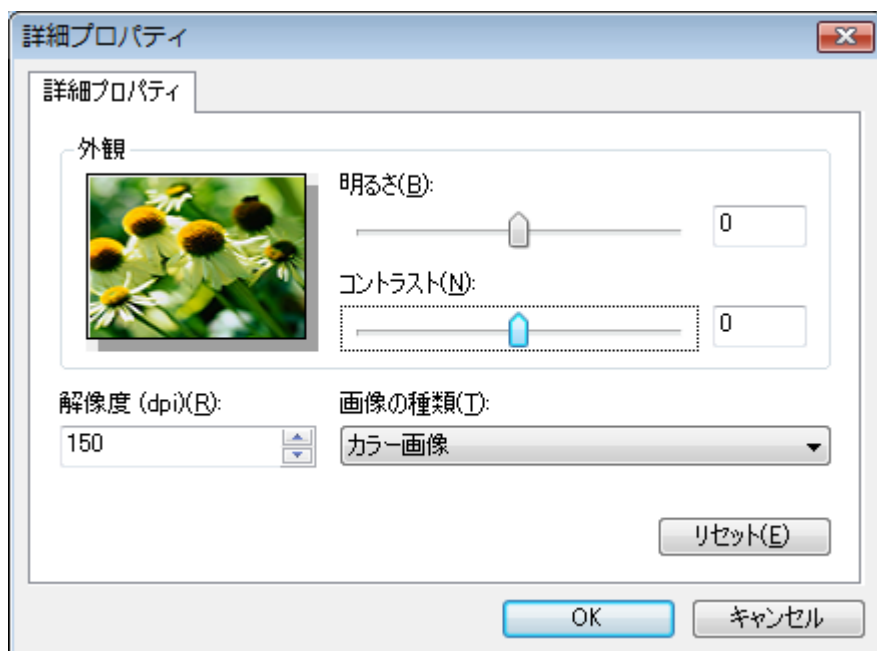 詳細プロパティ
詳細プロパティ
外観
明るさ(B):
0
コントラスト(N):
0
解像度 (dpi)(R):
150
画像の種類(T):
カラー画像
リセット(E)
OK
キャンセル